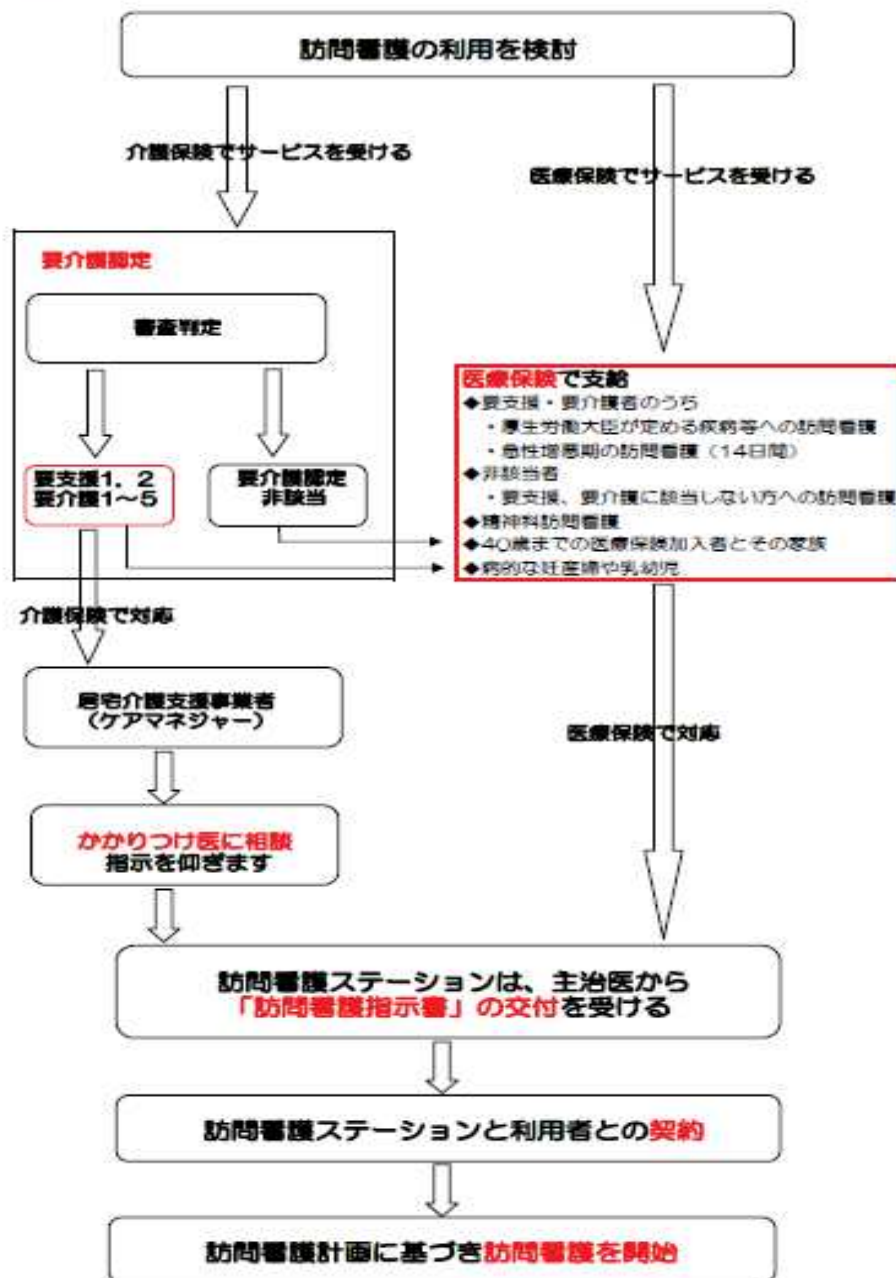 訪問看護の利用を検討
介護保険でサービスを受ける
医療保険でサービスを受ける
要介護認定
審査判定
要支援1．2
要介護1～5
要介護認定
非該当
医療保険で支給
◆要支援・要介護者のうち
・厚生労働大臣が定める疾病等への訪問看護
・急性増悪期の訪問看護（14日間）
◆非該当者
・要支援、要介護に該当しない方への訪問看護
◆精神科訪問看護
◆40歳までの医療保険加入者とその家族
◆病的な妊産婦や乳幼児
介護保険で対応
居宅介護支援事業者
（ケアマネジャー）
医療保険で対応
かかりつけ医に相談
指示を仰ぎます
訪問看護ステーションは、主治医から
「訪問看護指示書」の交付を受ける
訪問看護ステーションと利用者との契約
訪問看護計画に基づき訪問看護を開始